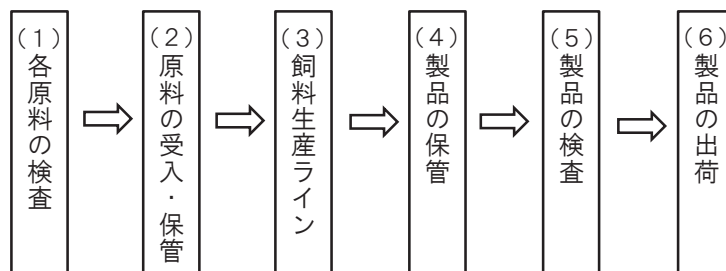 （１）各原料の検査
（２）原料の受入・保管
（３）飼料生産ライン
（４）製品の保管
（５）製品の検査
（６）製品の出荷